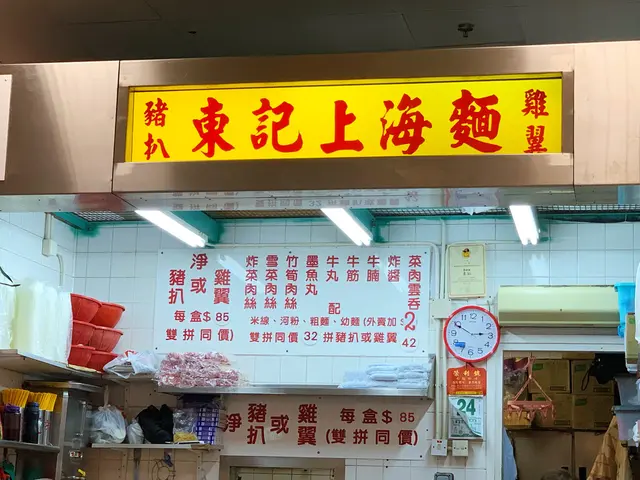 豬扒
東記上海麵
雞翼
淨豬扒或雞翼
每盒$85
雙拼同價
炸菜肉絲
雪菜肉絲
竹筍肉絲
墨魚丸
牛丸
牛筋
牛腩
炸醬
菜肉雲吞
配
米線、河粉、粗麵、幼麵(外賣加$2
雙拼同價 32 拼豬扒或雞翼 42
淨豬扒或雞翼 每盒$85
(雙拼同價)
榮利號
24